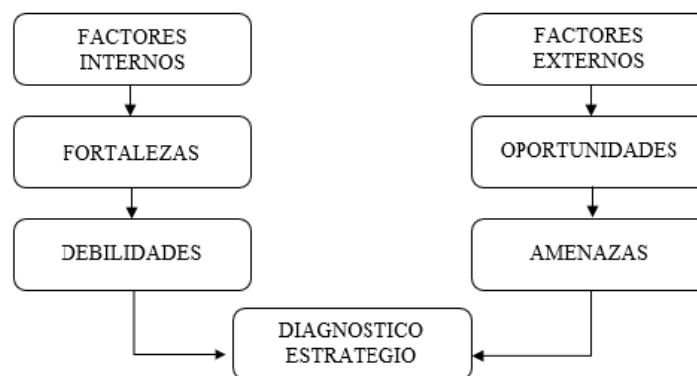 FACTORES
INTERNOS
FACTORES
EXTERNOS
FORTALEZAS
OPORTUNIDADES
DEBILIDADES
AMENAZAS
DIAGNOSTICO
ESTRATEGIO